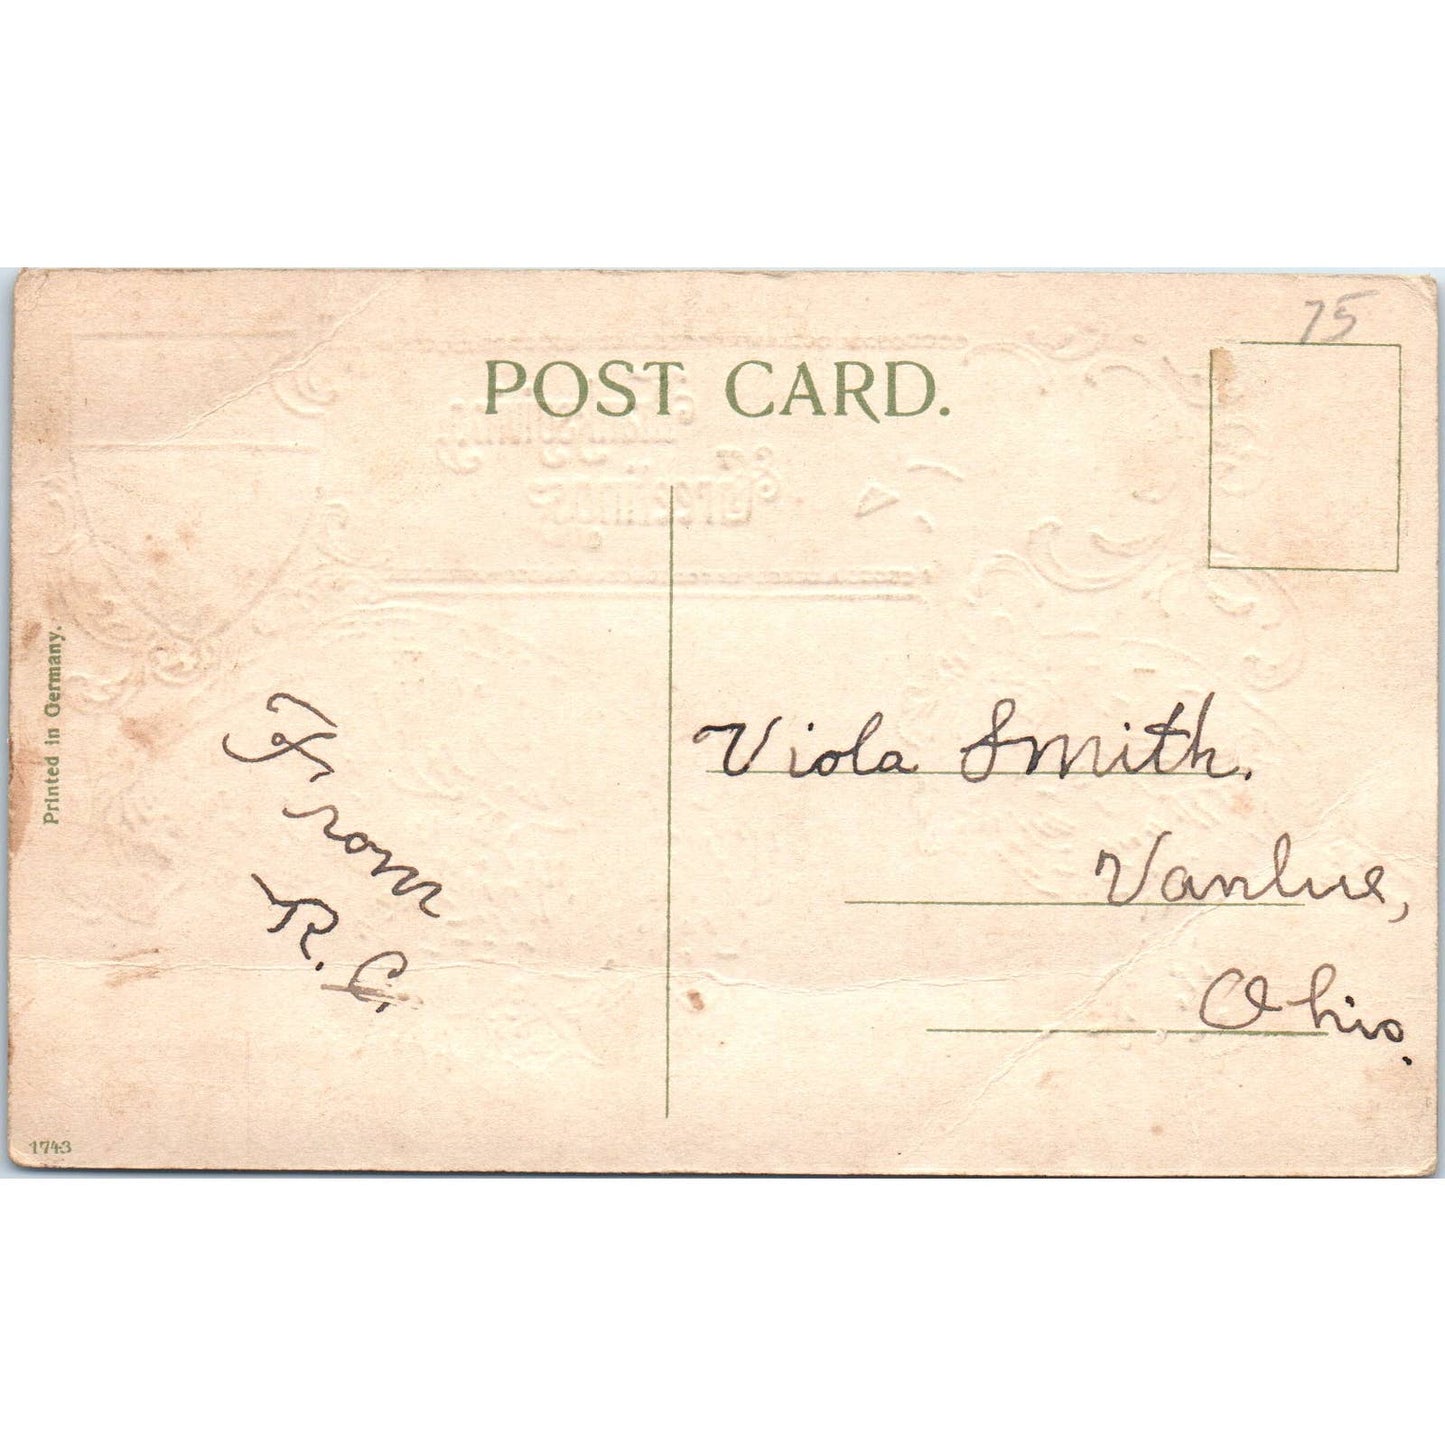 75
POST CARD.
Printed in Germany.
From
R.
Viola Smith.
Vanlue,
Ohio.
1743